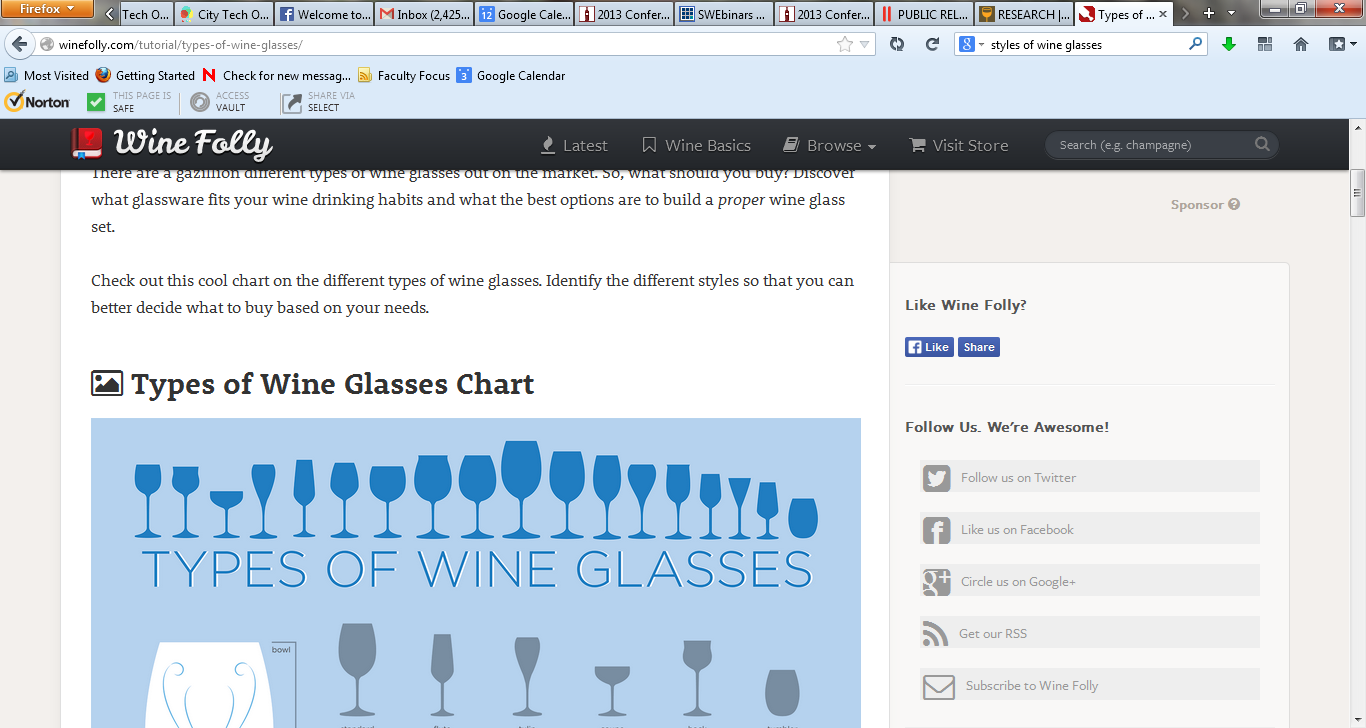 Firefox
Tech O...
City Tech O...
Welcome to...
Inbox (2,425...
Google Cale...
2013 Confer...
SWEbinars ...
2013 Confer...
PUBLIC REL...
RESEARCH |...
Types of ...
winefolly.com/tutorial/types-of-wine-glasses/
styles of wine glasses
Most Visited
Getting Started
Check for new messag...
Faculty Focus
Google Calendar
Norton
THIS PAGE IS
SAFE
ACCESS
VAULT
SHARE VIA
SELECT
Wine Folly
Latest
Wine Basics
Browse
Visit Store
Search (e.g. champagne)
There are a gazillion different types of wine glasses out on the market. So, what should you buy? Discover
what glassware fits your wine drinking habits and what the best options are to build a proper wine glass
set.
Check out this cool chart on the different types of wine glasses. Identify the different styles so that you can
better decide what to buy based on your needs.
Types of Wine Glasses Chart
TYPES OF WINE GLASSES
bowl
Sponsor
Like Wine Folly?
Like
Share
Follow Us. We're Awesome!
Follow us on Twitter
Like us on Facebook
Circle us on Google+
Get our RSS
Subscribe to Wine Folly